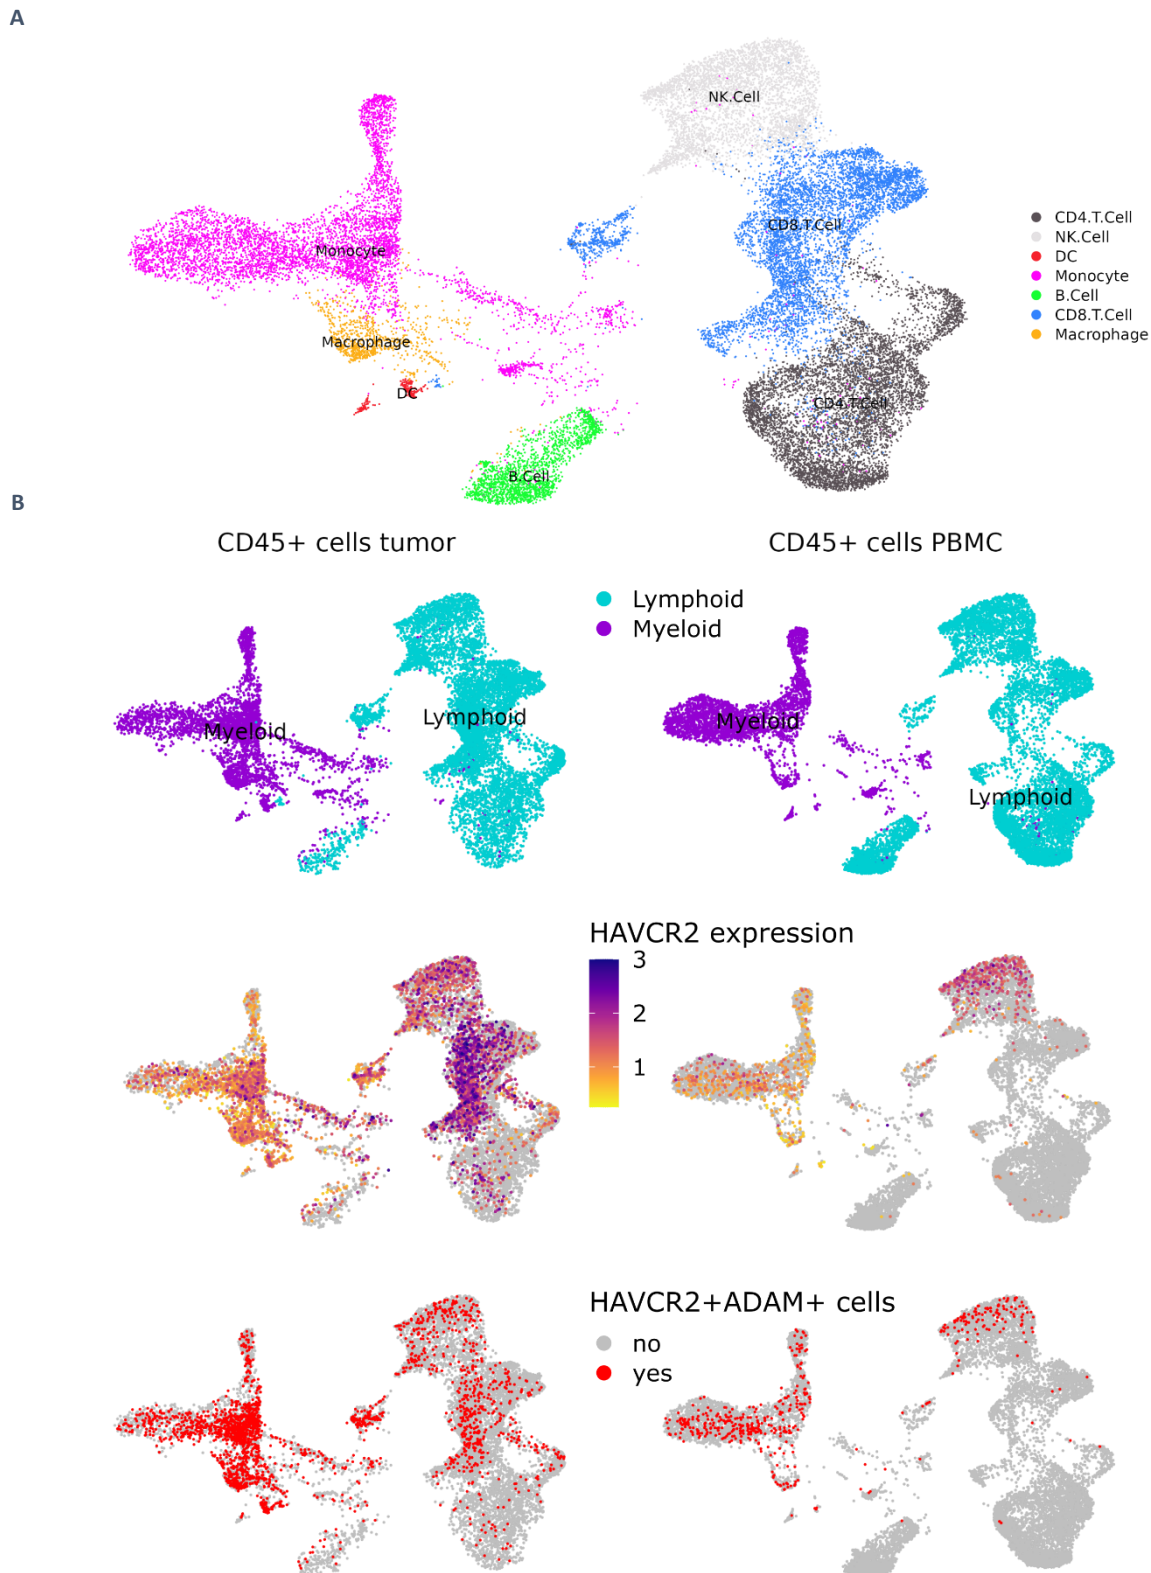 A
NK.Cell
CD8.T.Cell
Monocyte
Macrophage
DC
CD4.T.Cell
B.Cell
CD4.T.Cell
NK.Cell
DC
Monocyte
B.Cell
CD8.T.Cell
Macrophage
B
CD45+ cells tumor
CD45+ cells PBMC
Lymphoid
Myeloid
Myeloid
Lymphoid
Myeloid
Lymphoid
HAVCR2 expression
3
2
1
HAVCR2+ADAM+ cells
no
yes